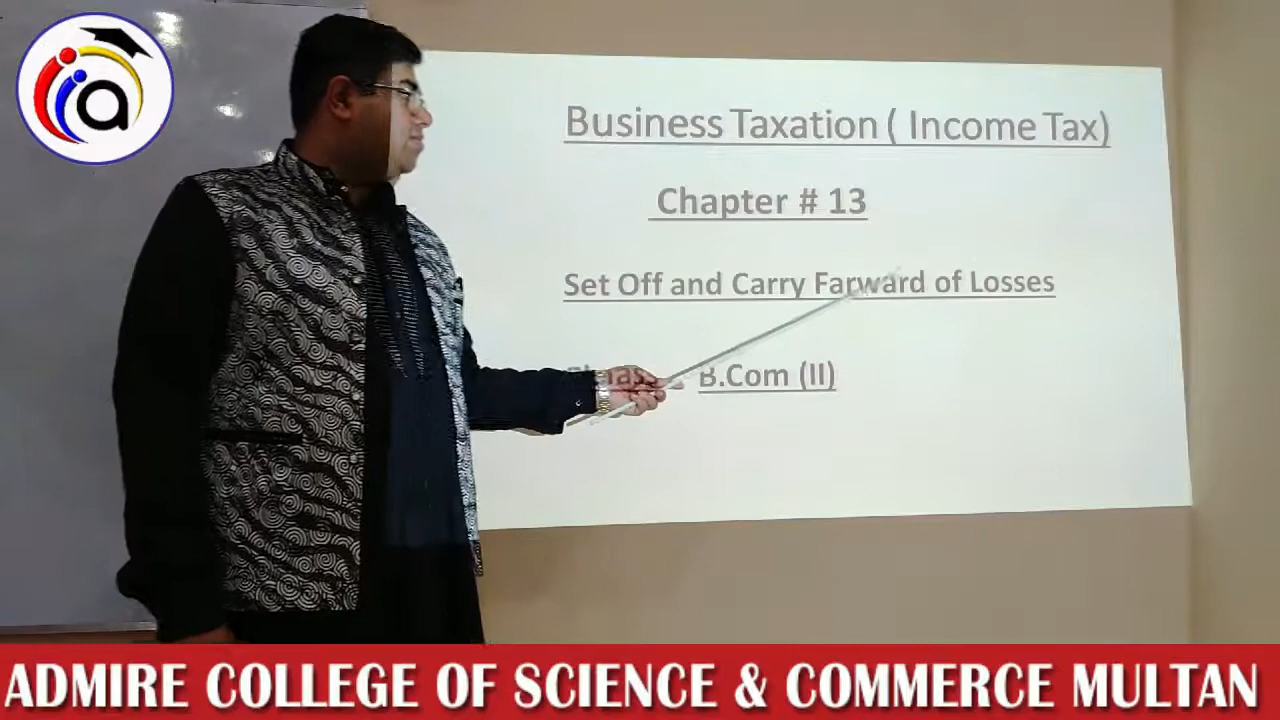 a
Business Taxation ( Income Tax)
Chapter # 13
Set Off and Carry Farward of Losses
B.Com (II)
ADMIRE COLLEGE OF SCIENCE & COMMERCE MULTAN